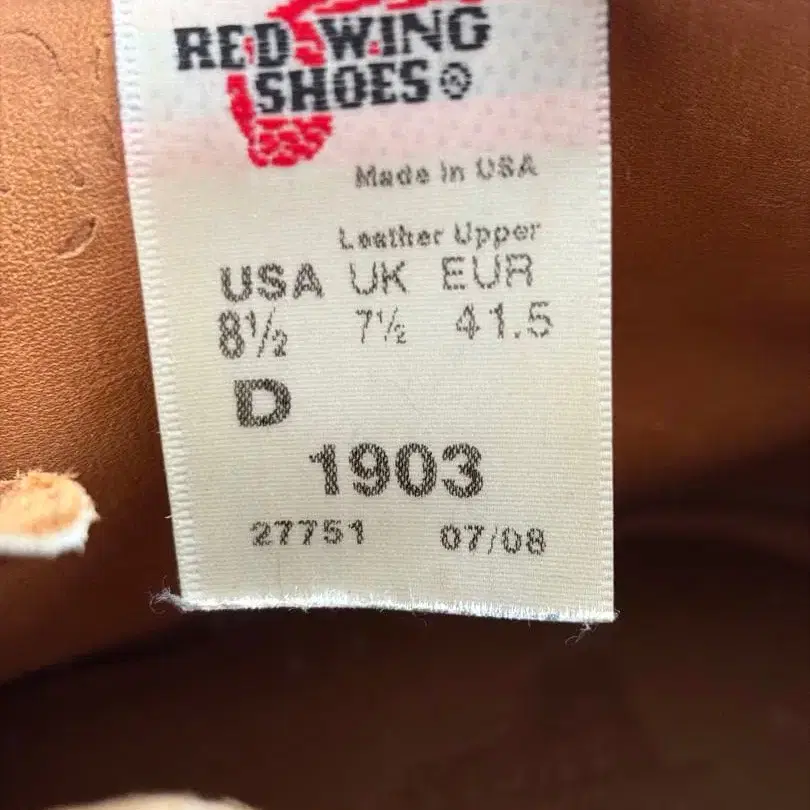 RED WING
SHOES®
Made in USA
Leather Upper
USA UK EUR
8½ 7½ 41.5
D
1903
27751 07/08